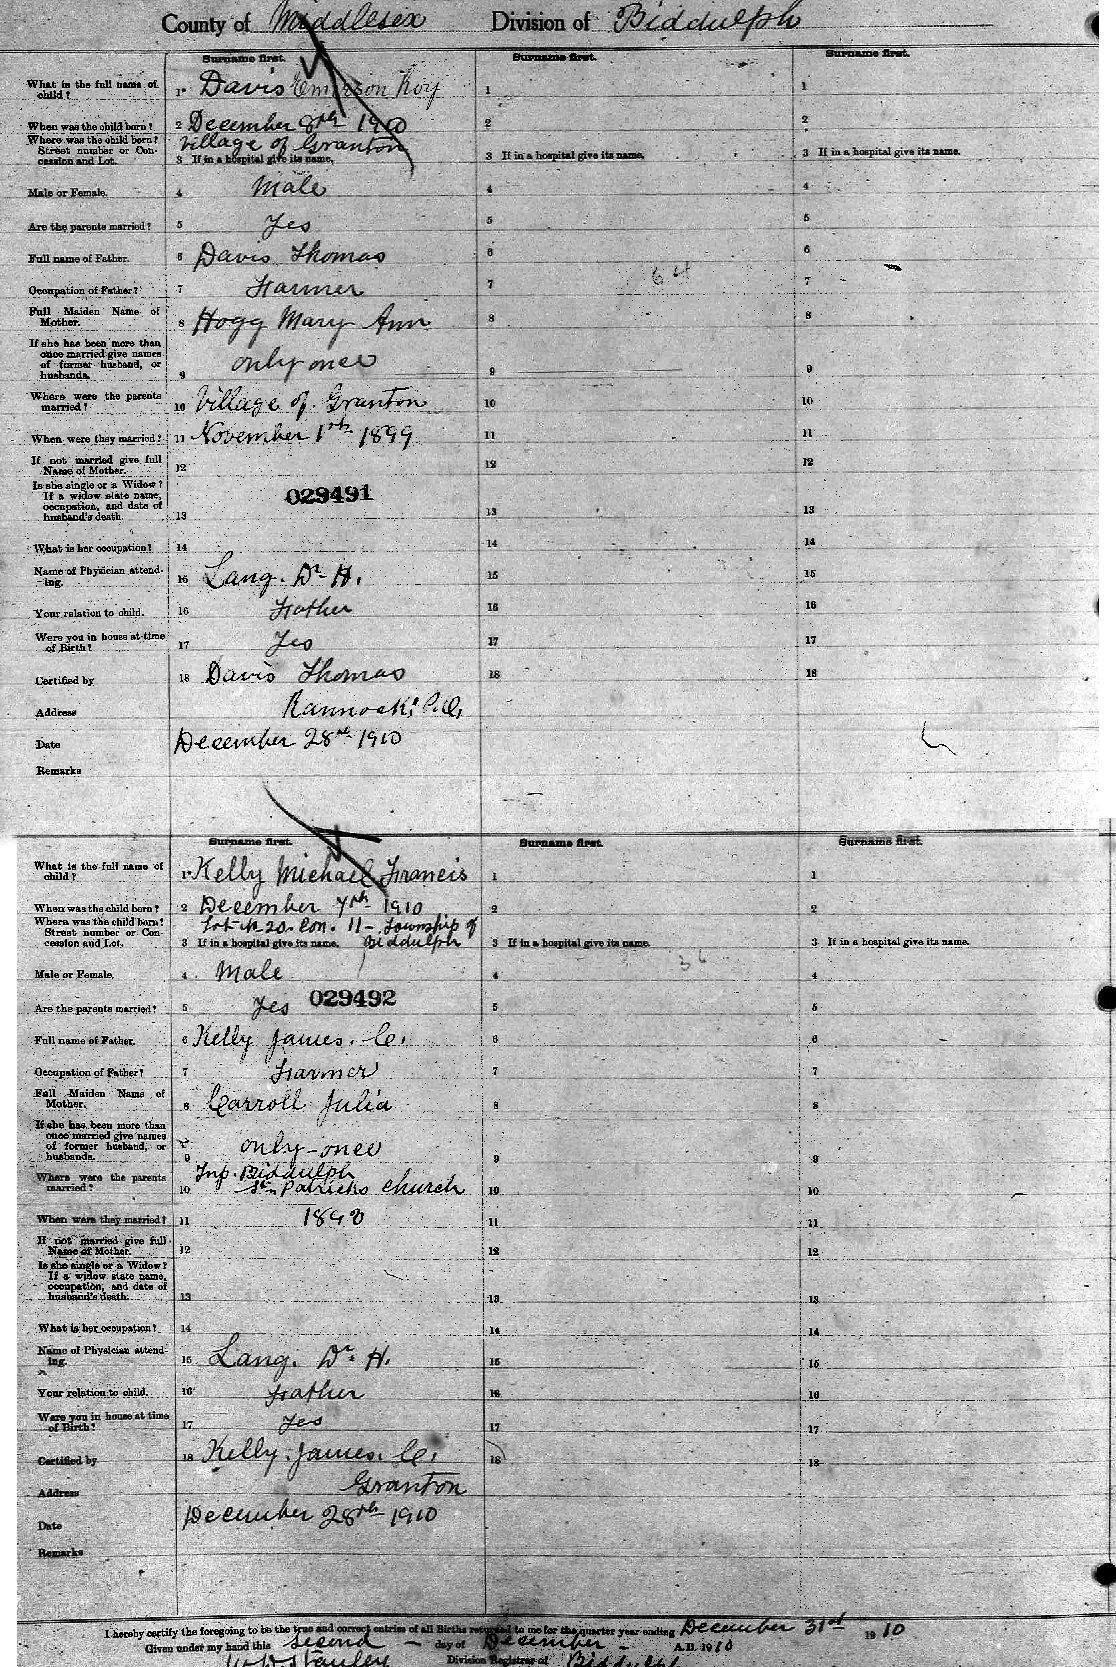 County of Middlesex Division of Biddulph
Surname first. Surname first. Surname first.
What is the full name of child? 1 Davis Emerson Roy 1 1
When was the child born? 2 December 8th 1910 2 2
Where was the child born? Village of Granton
Street number or Con-
cession and Lot. 3 If in a hospital give its name. 3 If in a hospital give its name. 3 If in a hospital give its name.
Male or Female. 4 Male 4 4
Are the parents married? 5 Yes 5 5
Full name of Father. 6 Davis Thomas 6 6
64
Occupation of Father? 7 Farmer 7 7
Full Maiden Name of
Mother. 8 Hogg Mary Ann 8 8
If she has been more than
once married give names
of former husband, or
husbands. 9 only once 9 9
Where were the parents
married? 10 Village of Granton 10 10
When were they married? 11 November 1st 1899 11 11
If not married give full
Name of Mother. 12 12 12
Is she single or a Widow?
If a widow state name,
occupation, and date of
husband's death. 13 029491 13 13
What is her occupation? 14 14 14
Name of Physician attend-
ing. 15 Lang. Dr H. 15 15
Your relation to child. 16 Father 16 16
Were you in house at time
of Birth? 17 Yes 17 17
Certified by 18 Davis Thomas 18 18
Address P.O.
Date December 28th 1910
Remarks
Surname first. Surname first. Surname first.
What is the full name of
child? 1 Kelly Michael Francis 1 1
When was the child born? 2 December 7th 1910 2 2
Where was the child born? Lot N 20. Con. 11 - Township of
Street number or Con-
cession and Lot. 3 If in a hospital give its name. Biddulph 3 If in a hospital give its name. 3 If in a hospital give its name.
36
Male or Female. 4 Male 4 4
Are the parents married? 5 Yes 029492 5 5
Full name of Father. 6 Kelly James. C. 6 6
Occupation of Father? 7 Farmer 7 7
Full Maiden Name of
Mother. 8 Carroll Julia 8 8
If she has been more than
once married give names
of former husband, or
husbands. 9 only-once 9 9
Where were the parents Tnp. Biddulph
married? 10 St. Patricks Church 10 10
When were they married? 11 11 11
If not married give full
Name of Mother. 12 12 12
Is she single or a Widow?
If a widow state name,
occupation, and date of
husband's death. 13 13 13
What is her occupation? 14 14 14
Name of Physician attend-
ing. 15 Lang. Dr. H. 15 15
Your relation to child. 16 Father 16 16
Were you in house at time
of Birth? 17 Yes 17 17
Certified by 18 Kelly. James. C. 18 18
Address Granton
Date December 28th 1910
Remarks
I hereby certify the foregoing to be the true and correct entries of all Births returned to me for the quarter year ending December 31st 1910
Given under my hand this second - day of December - A.D. 1910
Stanley Division Registrar of Biddulph